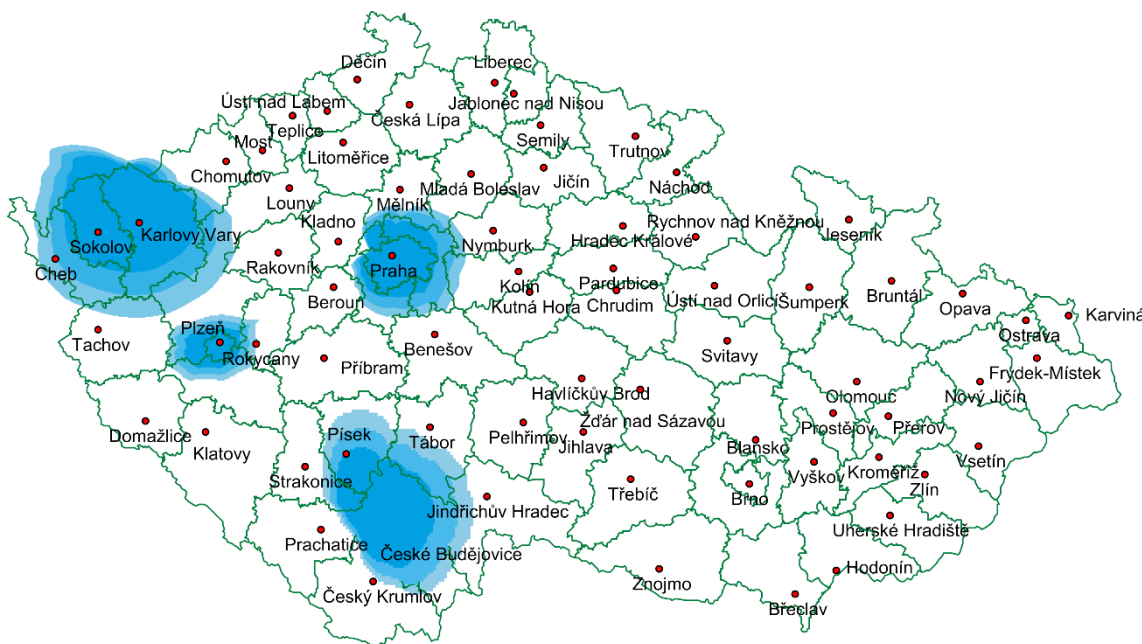 Děčín
Liberec
Ústí nad Labem
Jablonec nad Nisou
Teplice
Česká Lípa
Most
Semily
Litoměřice
Trutnov
Chomutov
Mladá Boleslav
Jičín
Náchod
Louny
Mělník
Kladno
Rychnov nad Kněžnou
Jeseník
Karlovy Vary
Sokolov
Nymburk
Hradec Králové
Cheb
Rakovník
Praha
Kolín
Pardubice
Beroun
Kutná Hora
Chrudim
Ústí nad Orlicí
Šumperk
Bruntál
Opava
Karviná
Plzeň
Ostrava
Tachov
Rokycany
Benešov
Svitavy
Příbram
Frydek-Místek
Havlíčkův Brod
Olomouc
Nový Jičín
Domažlice
Klatovy
Písek
Tábor
Pelhřimov
Žďár nad Sázavou
Jihlava
Prostějov
Přerov
Blansko
Vsetín
Strakonice
Vyškov
Kroměříž
Zlín
Třebíč
Brno
Jindřichův Hradec
Uherské Hradiště
Prachatice
České Budějovice
Hodonín
Český Krumlov
Znojmo
Břeclav